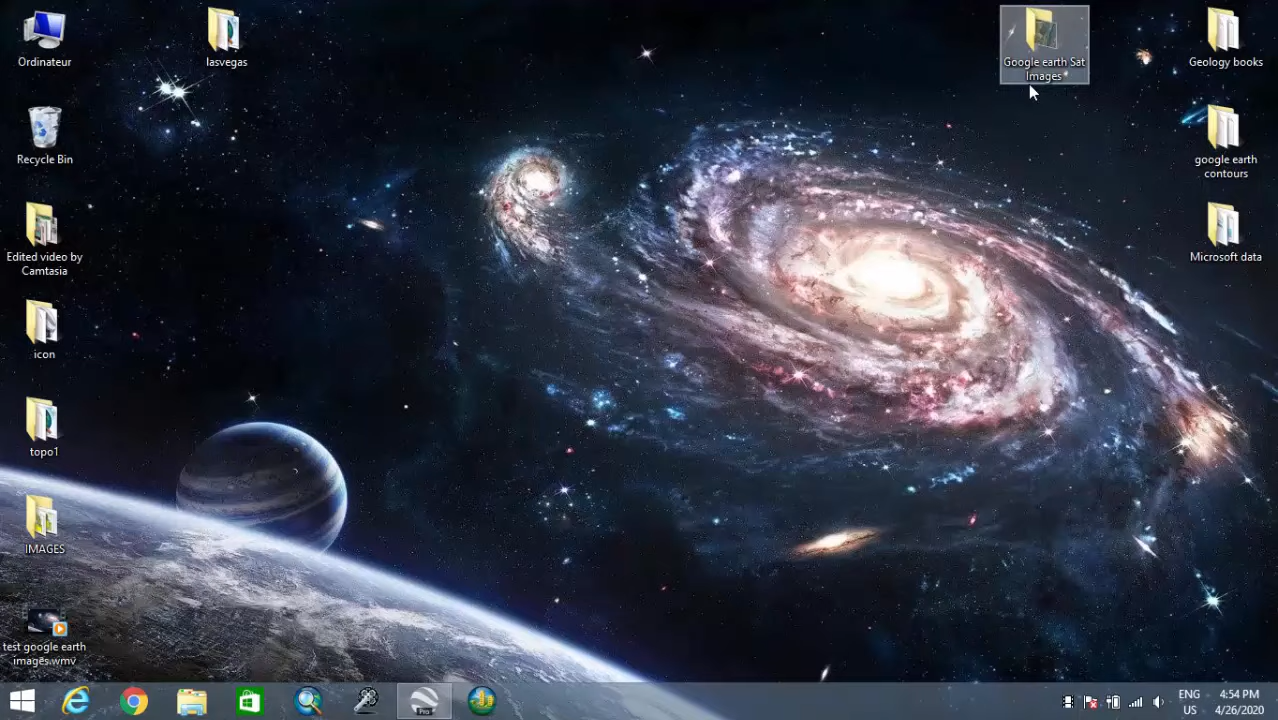 Ordinateur
lasvegas
Google earth Sat
Images
Geology books
Recycle Bin
google earth
contours
Edited video by
Camtasia
Microsoft data
icon
topo1
IMAGES
test google earth
images.wmv
Pro
ENG
US
4:54 PM
4/26/2020